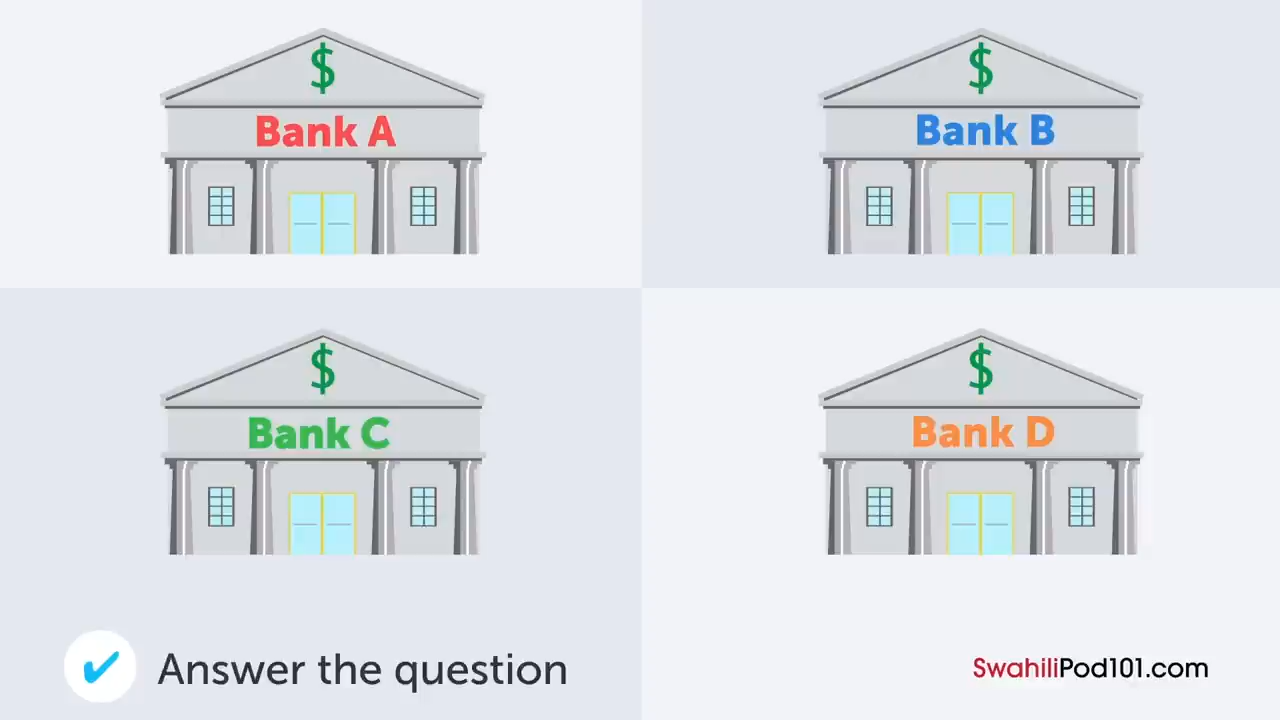 $
Bank A
$
Bank B
$
Bank C
$
Bank D
✔ Answer the question
SwahiliPod101.com